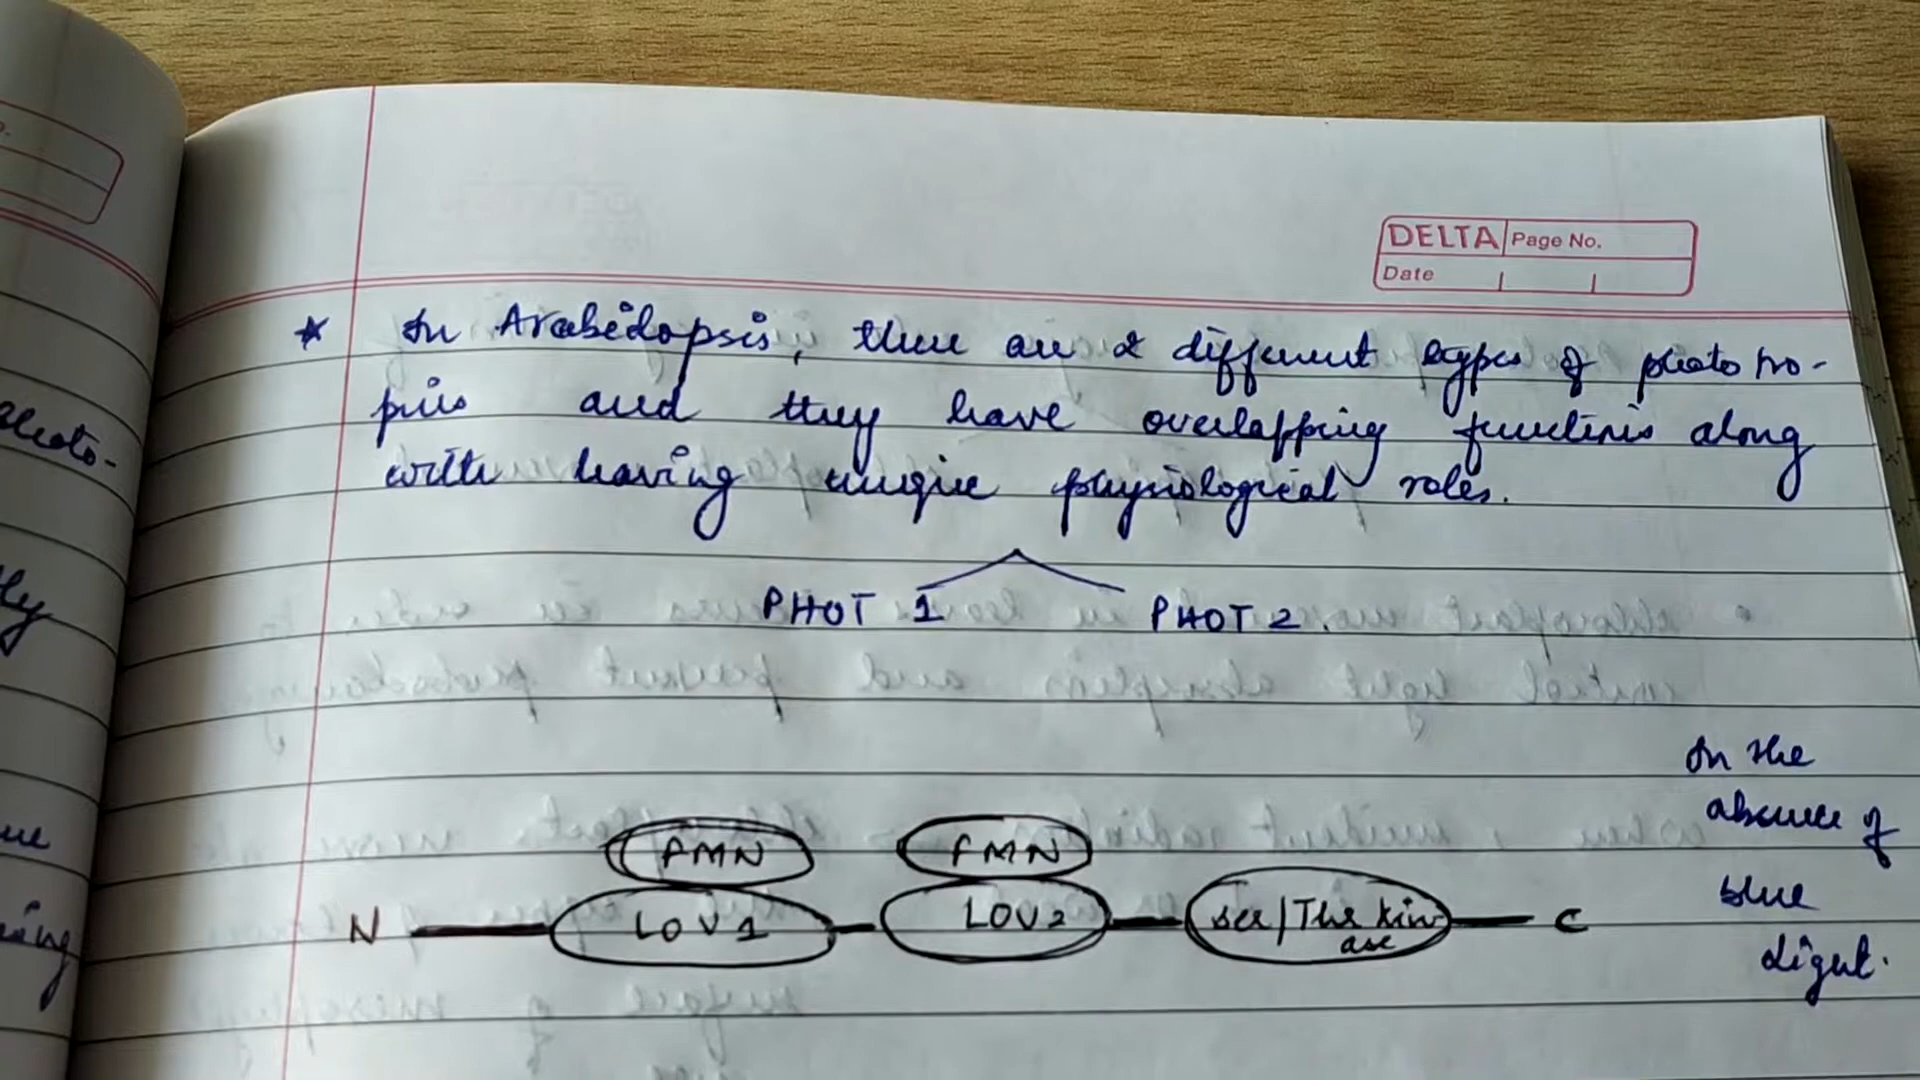 DELTA Page No.
Date
* In Arabidopsis, there are 2 different types of phototro-
pins and they have overlapping functions along
with having unique physiological roles.
PHOT 1 PHOT 2.
FMN FMN
N LOV1 LOV2 ser/Thr kin C
ase
In the
absence of
blue
light.